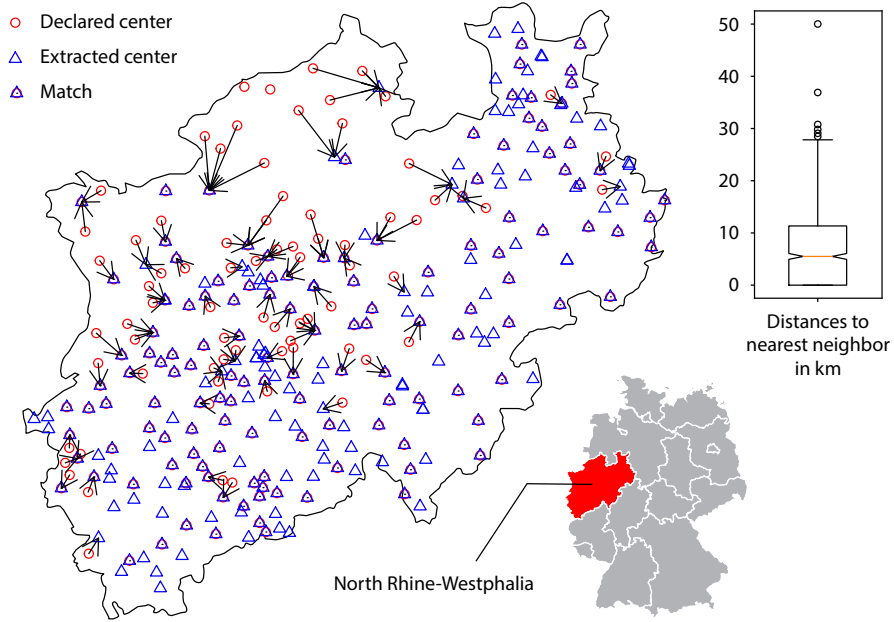 Declared center
Extracted center
Match
50
40
30
20
10
0
Distances to
nearest neighbor
in km
North Rhine-Westphalia